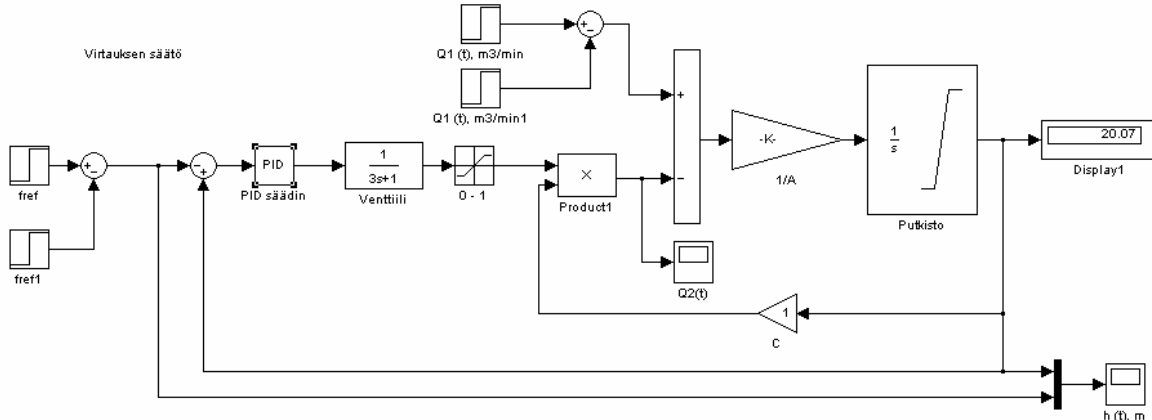 Virtauksen säätö
Q1 (t), m3/min
Q1 (t), m3/min1
fref
fref1
PID
PID säädin
1
3s+1
Venttiili
0 - 1
×
Product1
Q2(t)
-K-
1/A
1
s
Putkisto
20.07
Display1
1
C
h (t), m